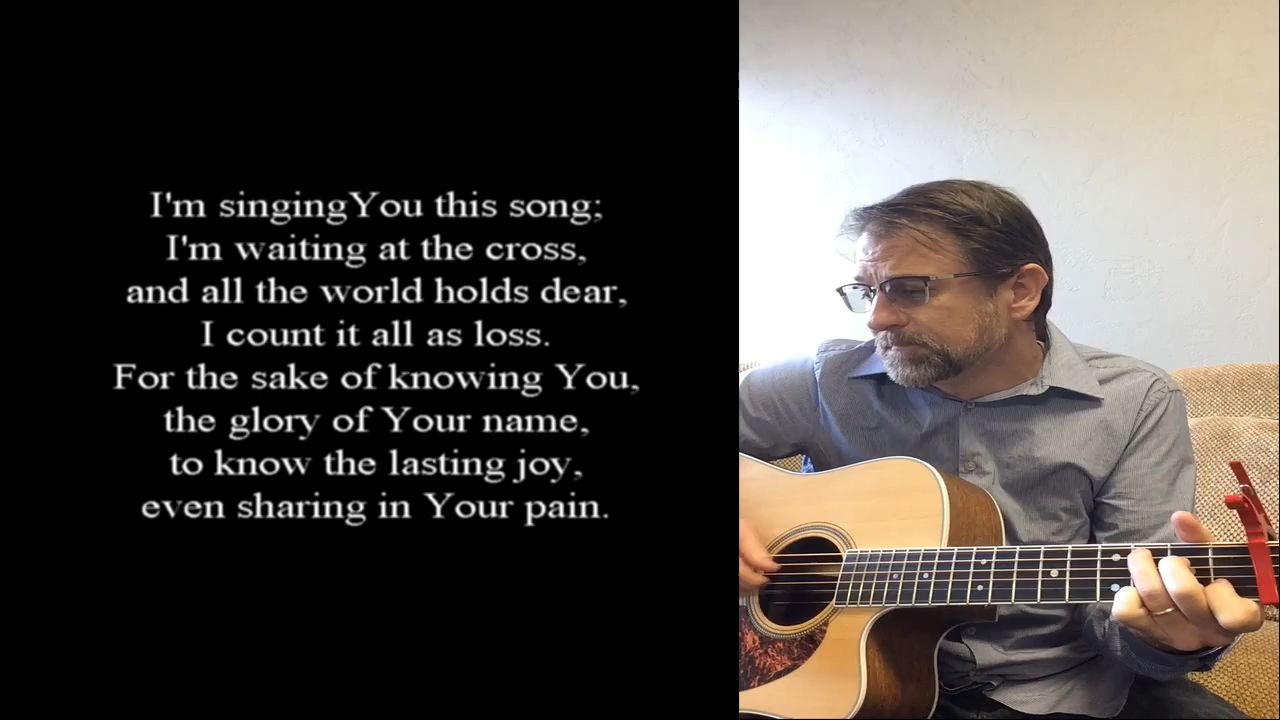 I'm singingYou this song;
I'm waiting at the cross,
and all the world holds dear,
I count it all as loss.
For the sake of knowing You,
the glory of Your name,
to know the lasting joy,
even sharing in Your pain.